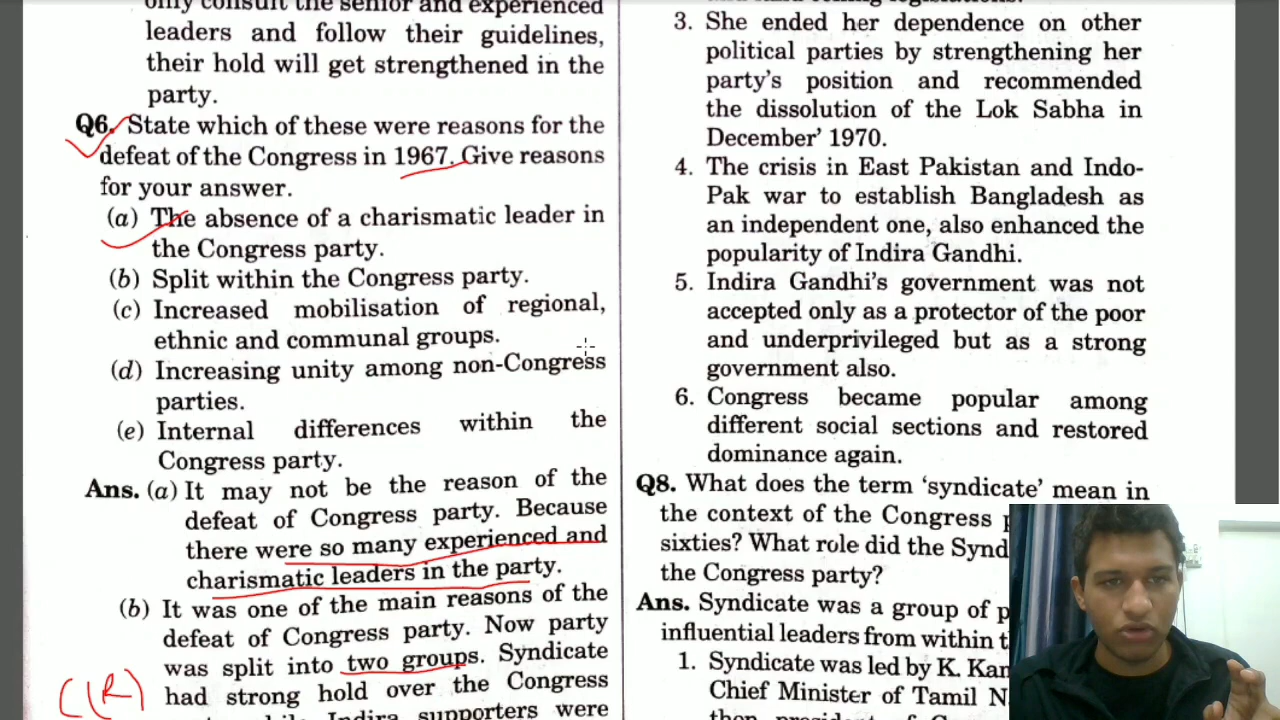 only consult the senior and experienced
leaders and follow their guidelines,
their hold will get strengthened in the
party.
Q6. State which of these were reasons for the
defeat of the Congress in 1967. Give reasons
for your answer.
(a) The absence of a charismatic leader in
the Congress party.
(b) Split within the Congress party.
(c) Increased mobilisation of regional,
ethnic and communal groups.
(d) Increasing unity among non-Congress
parties.
(e) Internal differences within the
Congress party.
Ans. (a) It may not be the reason of the
defeat of Congress party. Because
there were so many experienced and
charismatic leaders in the party.
(b) It was one of the main reasons of the
defeat of Congress party. Now party
was split into two groups. Syndicate
had strong hold over the Congress
Indira supporters were
3. She ended her dependence on other
political parties by strengthening her
party's position and recommended
the dissolution of the Lok Sabha in
December' 1970.
4. The crisis in East Pakistan and Indo-
Pak war to establish Bangladesh as
an independent one, also enhanced the
popularity of Indira Gandhi.
5. Indira Gandhi's government was not
accepted only as a protector of the poor
and underprivileged but as a strong
government also.
6. Congress became popular among
different social sections and restored
dominance again.
Q8. What does the term 'syndicate' mean in
the context of the Congress
sixties? What role did the Synd
the Congress party?
Ans. Syndicate was a group of p
influential leaders from within t
1. Syndicate was led by K. Kam
Chief Minister of Tamil N